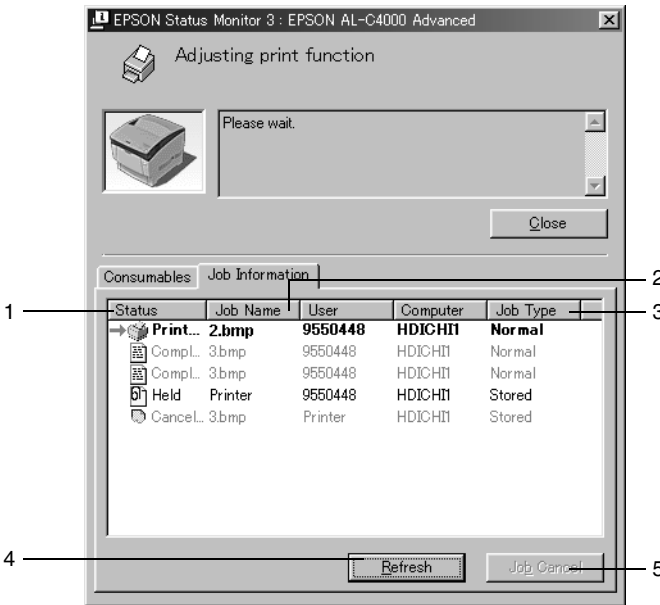 EPSON Status Monitor 3 : EPSON AL-C4000 Advanced
Adjusting print function
Please wait.
Close
Consumables Job Information
2
1 Status Job Name User Computer Job Type 3
Print... 2.bmp 9550448 HDICHI1 Normal
Compl... 3.bmp 9550448 HDICHI1 Normal
Compl... 3.bmp 9550448 HDICHI1 Normal
Held Printer 9550448 HDICHI1 Stored
Cancel... 3.bmp Printer HDICHI1 Stored
4 Refresh Job Cancel 5